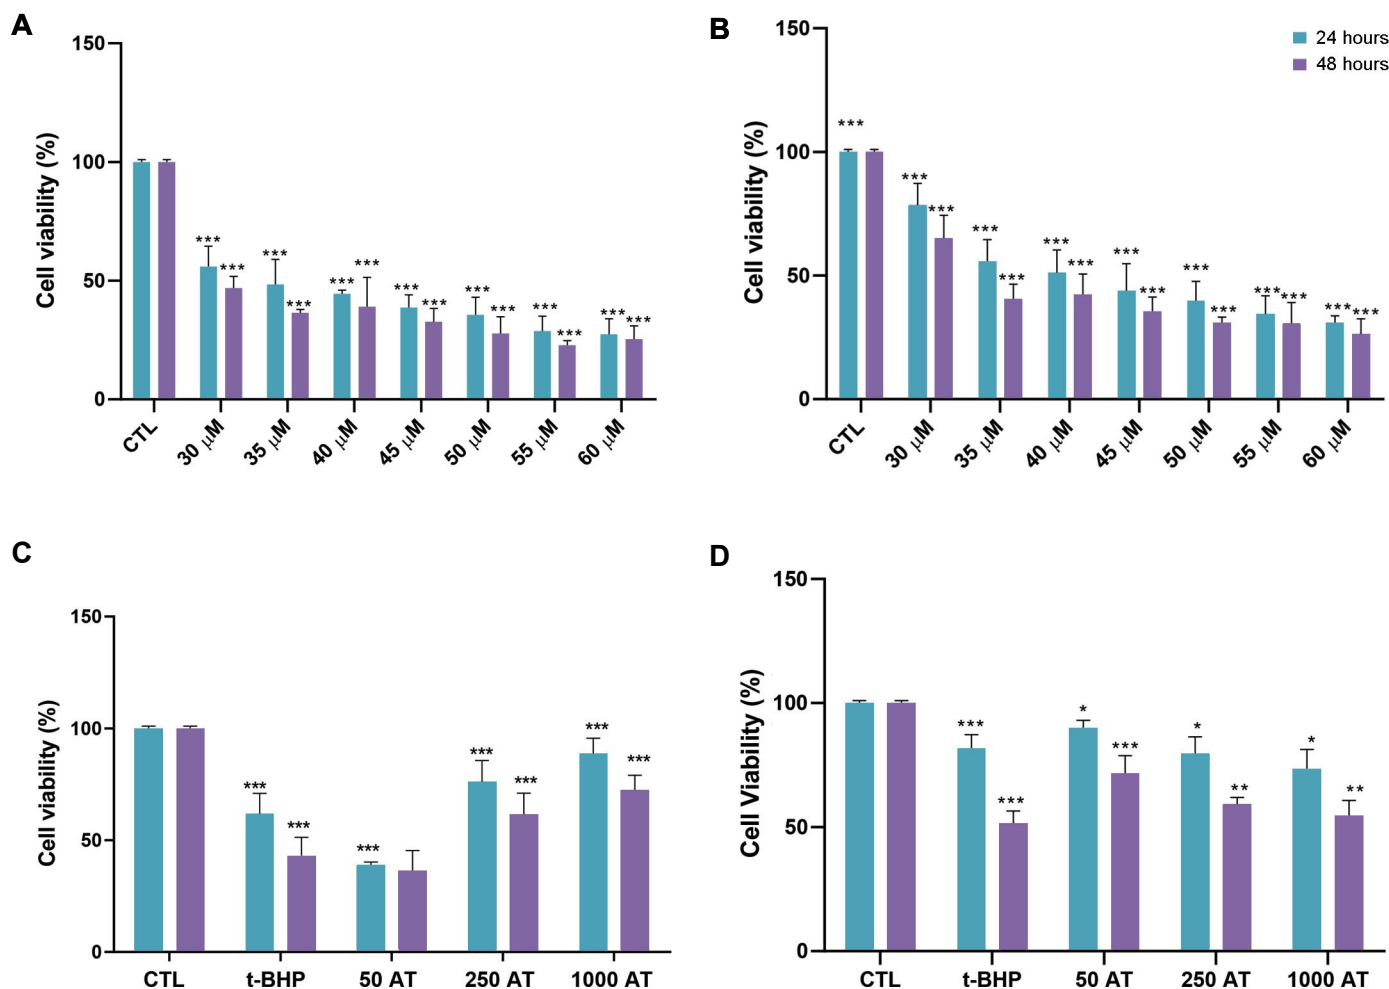 A
150
100
50
0
Cell viability (%)
***
*** ***
*** ***
*** ***
*** ***
*** ***
*** ***
*** ***
CTL
30 μM
35 μM
40 μM
45 μM
50 μM
55 μM
60 μM
B
150
100
50
0
Cell viability (%)
24 hours
48 hours
***
*** ***
*** ***
*** ***
*** ***
*** ***
*** ***
*** ***
CTL
30 μM
35 μM
40 μM
45 μM
50 μM
55 μM
60 μM
C
150
100
50
0
Cell viability (%)
*** ***
***
*** ***
*** ***
CTL t-BHP 50 AT 250 AT 1000 AT
D
150
100
50
0
Cell Viability (%)
*** ***
* ***
* **
* **
CTL t-BHP 50 AT 250 AT 1000 AT